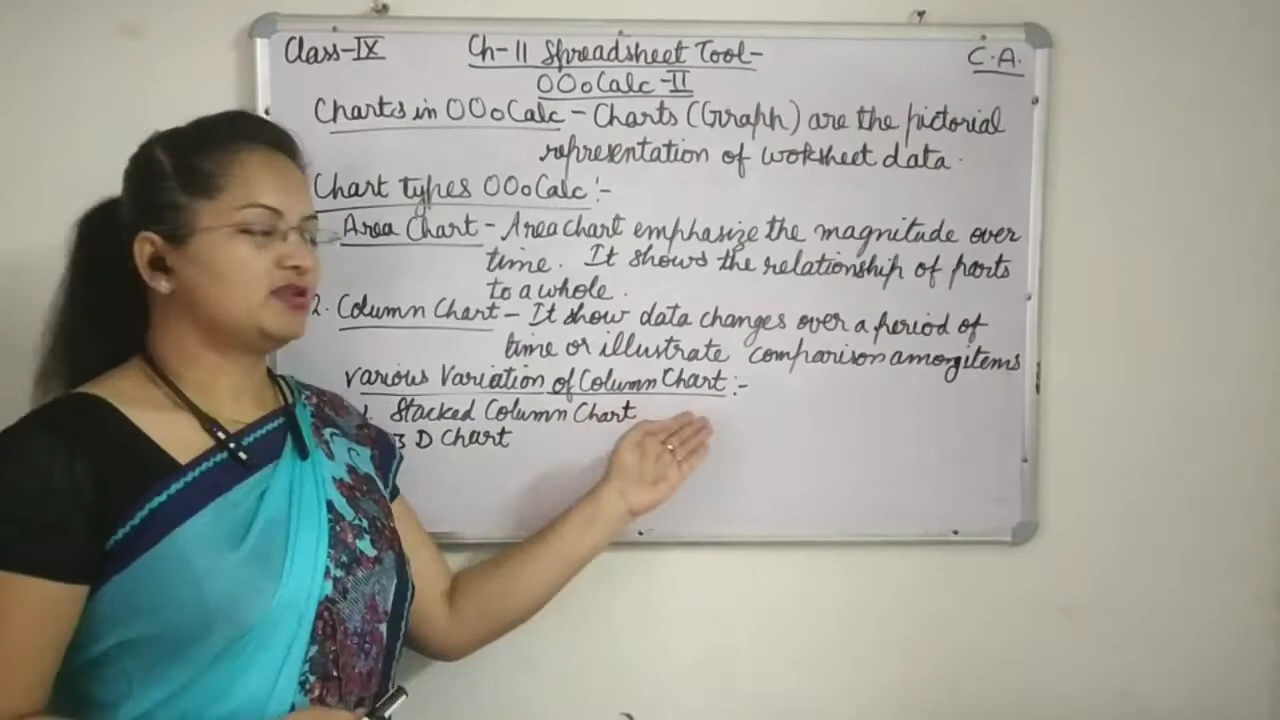 Class-IX
Ch-11 Spreadsheet Tool-
C.A.
OOoCalc-II
Charts in OOoCalc - Charts (Graph) are the pictorial
representation of woksheet data.
Chart types OOoCalc:-
Area Chart - Area chart emphasize the magnitude over
time. It shows the relationship of parts
to a whole.
2. Column Chart - It show data changes over a period of
time or illustrate comparison among items
Various Variation of Column Chart:-
1. Stacked Column Chart
3 D Chart